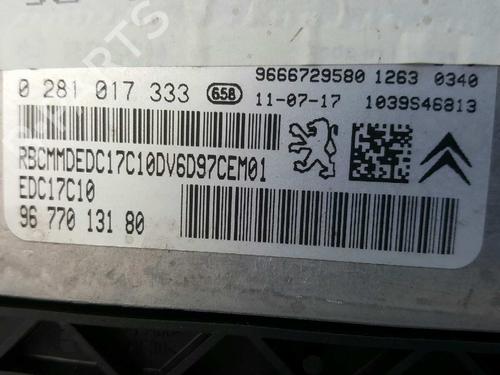 0 281 017 333 658 11-07-17
9666729580 1263 0340
1039S46813
RBCMMDEDC17C10DV6D97CEM01
EDC17C10
96 770 131 80